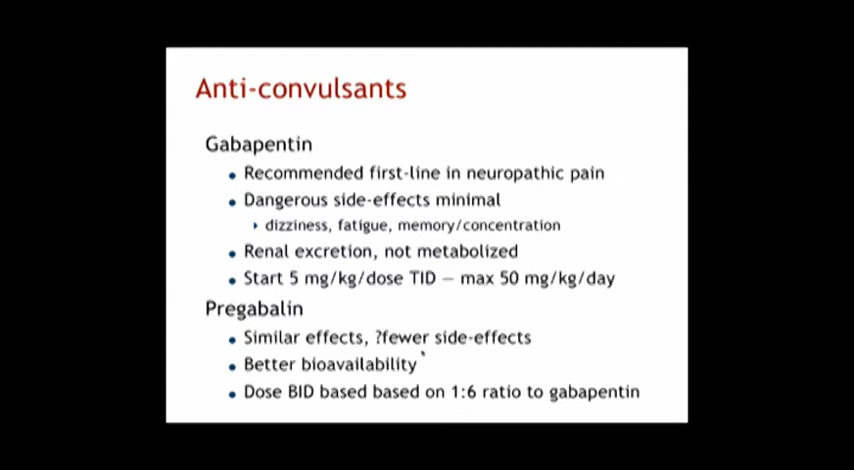 Anti-convulsants
Gabapentin
• Recommended first-line in neuropathic pain
• Dangerous side-effects minimal
‣ dizziness, fatigue, memory/concentration
• Renal excretion, not metabolized
• Start 5 mg/kg/dose TID — max 50 mg/kg/day
Pregabalin
• Similar effects, ?fewer side-effects
• Better bioavailability
• Dose BID based based on 1:6 ratio to gabapentin